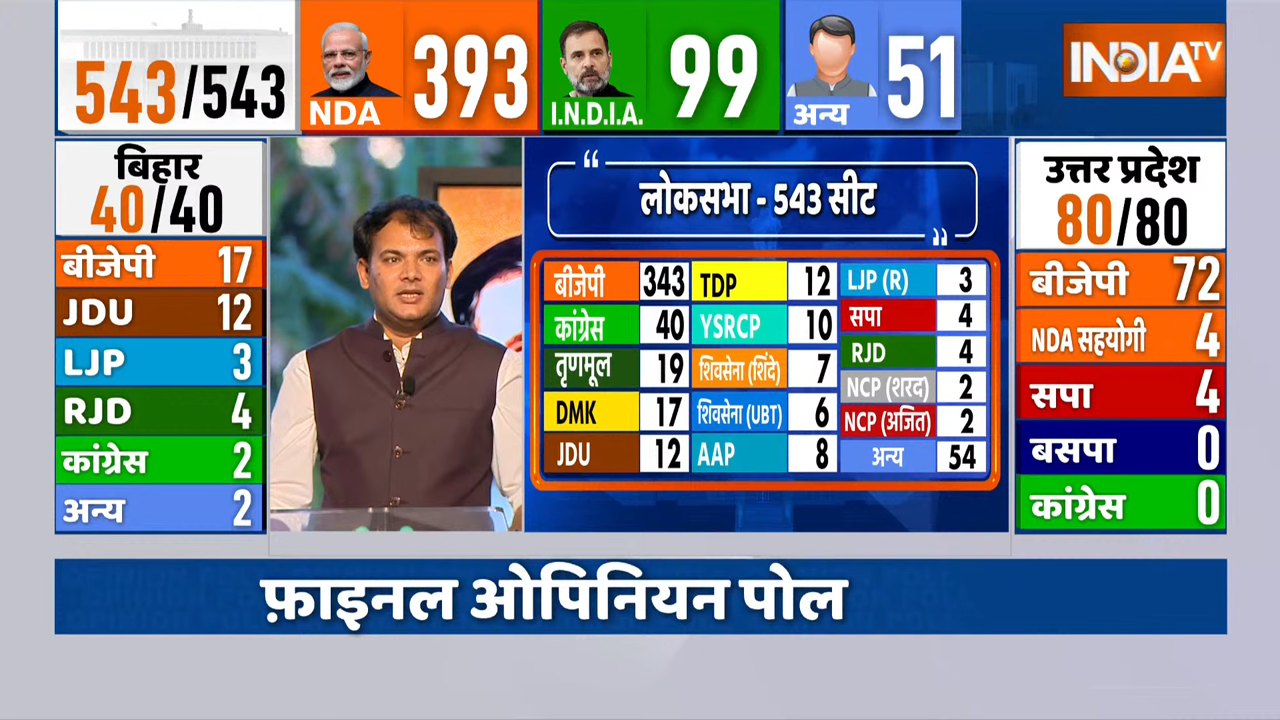 543/543
NDA
393
I.N.D.I.A.
99
अन्य
51
INDIA TV
बिहार
40/40
बीजेपी 17
JDU 12
LJP 3
RJD 4
कांग्रेस 2
अन्य 2
“
लोकसभा - 543 सीट
”
बीजेपी 343
कांग्रेस 40
तृणमूल 19
DMK 17
JDU 12
TDP 12
YSRCP 10
शिवसेना (शिंदे) 7
शिवसेना (UBT) 6
AAP 8
LJP (R) 3
सपा 4
RJD 4
NCP (शरद) 2
NCP (अजित) 2
अन्य 54
उत्तर प्रदेश
80/80
बीजेपी 72
NDA सहयोगी 4
सपा 4
बसपा 0
कांग्रेस 0
फ़ाइनल ओपिनियन पोल